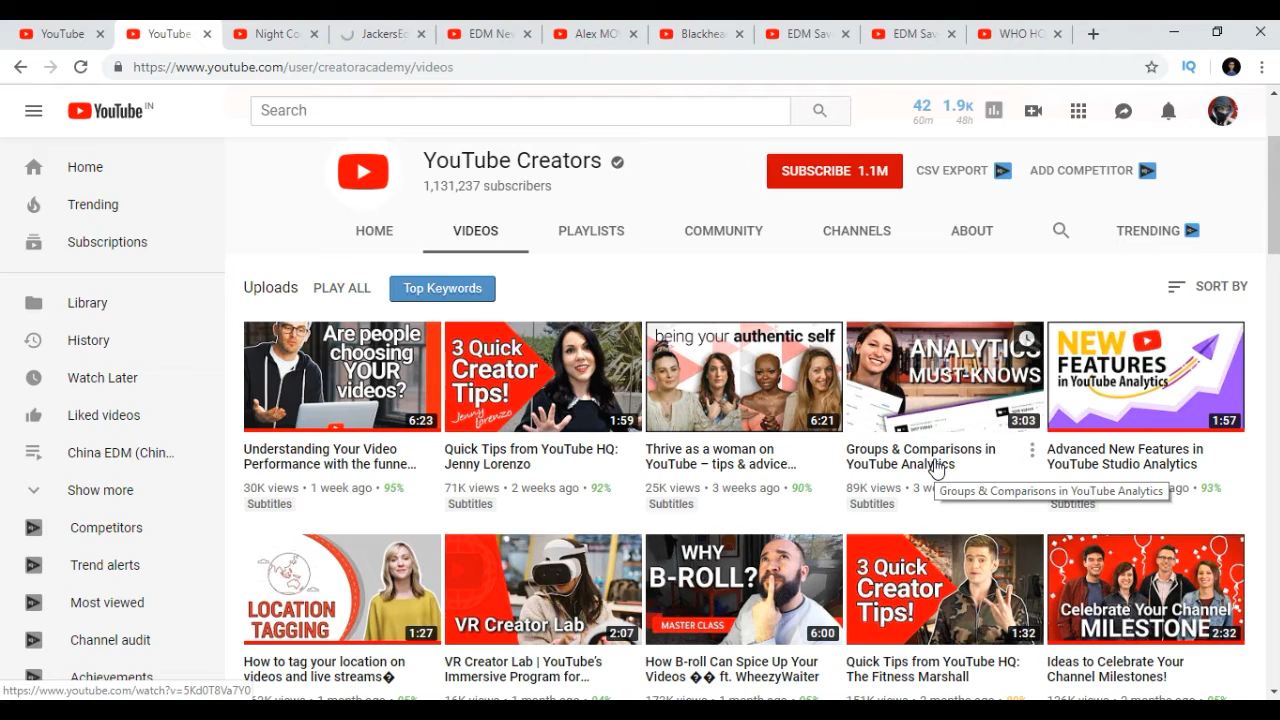 YouTube
YouTube
Night Co
JackersEd
EDM Ne
Alex MO
Blackhea
EDM Sav
EDM Sav
WHO HO
https://www.youtube.com/user/creatoracademy/videos
IQ
YouTube IN
Search
42 1.9K
60m 48h
Home
Trending
Subscriptions
Library
History
Watch Later
Liked videos
China EDM (Chin...
Show more
Competitors
Trend alerts
Most viewed
Channel audit
Achievements
YouTube Creators
1,131,237 subscribers
SUBSCRIBE 1.1M
CSV EXPORT
ADD COMPETITOR
HOME VIDEOS PLAYLISTS COMMUNITY CHANNELS ABOUT TRENDING
Uploads PLAY ALL Top Keywords SORT BY
Are people
choosing
YOUR
videos?
6:23
Understanding Your Video
Performance with the funne...
30K views • 1 week ago • 95%
Subtitles
3 Quick
Creator
Tips!
Jenny
Lorenzo
1:59
Quick Tips from YouTube HQ:
Jenny Lorenzo
71K views • 2 weeks ago • 92%
Subtitles
being your authentic self
6:21
Thrive as a woman on
YouTube – tips & advice...
25K views • 3 weeks ago • 90%
Subtitles
ANALYTICS
MUST-KNOWS
3:03
Groups & Comparisons in
YouTube Analytics
89K views • 3 w
Subtitles
Groups & Comparisons in YouTube Analytics
NEW
FEATURES
in YouTube Analytics
1:57
Advanced New Features in
YouTube Studio Analytics
ago • 93%
Subtitles
LOCATION
TAGGING
1:27
How to tag your location on
videos and live streams�
VR Creator Lab
2:07
VR Creator Lab | YouTube's
Immersive Program for...
WHY
B-ROLL?
MASTER CLASS
6:00
How B-roll Can Spice Up Your
Videos �� ft. WheezyWaiter
3 Quick
Creator
Tips!
1:32
Quick Tips from YouTube HQ:
The Fitness Marshall
Celebrate Your Channel
MILESTONE
2:32
Ideas to Celebrate Your
Channel Milestones!
https://www.youtube.com/watch?v=5Kd0T8Va7Y0